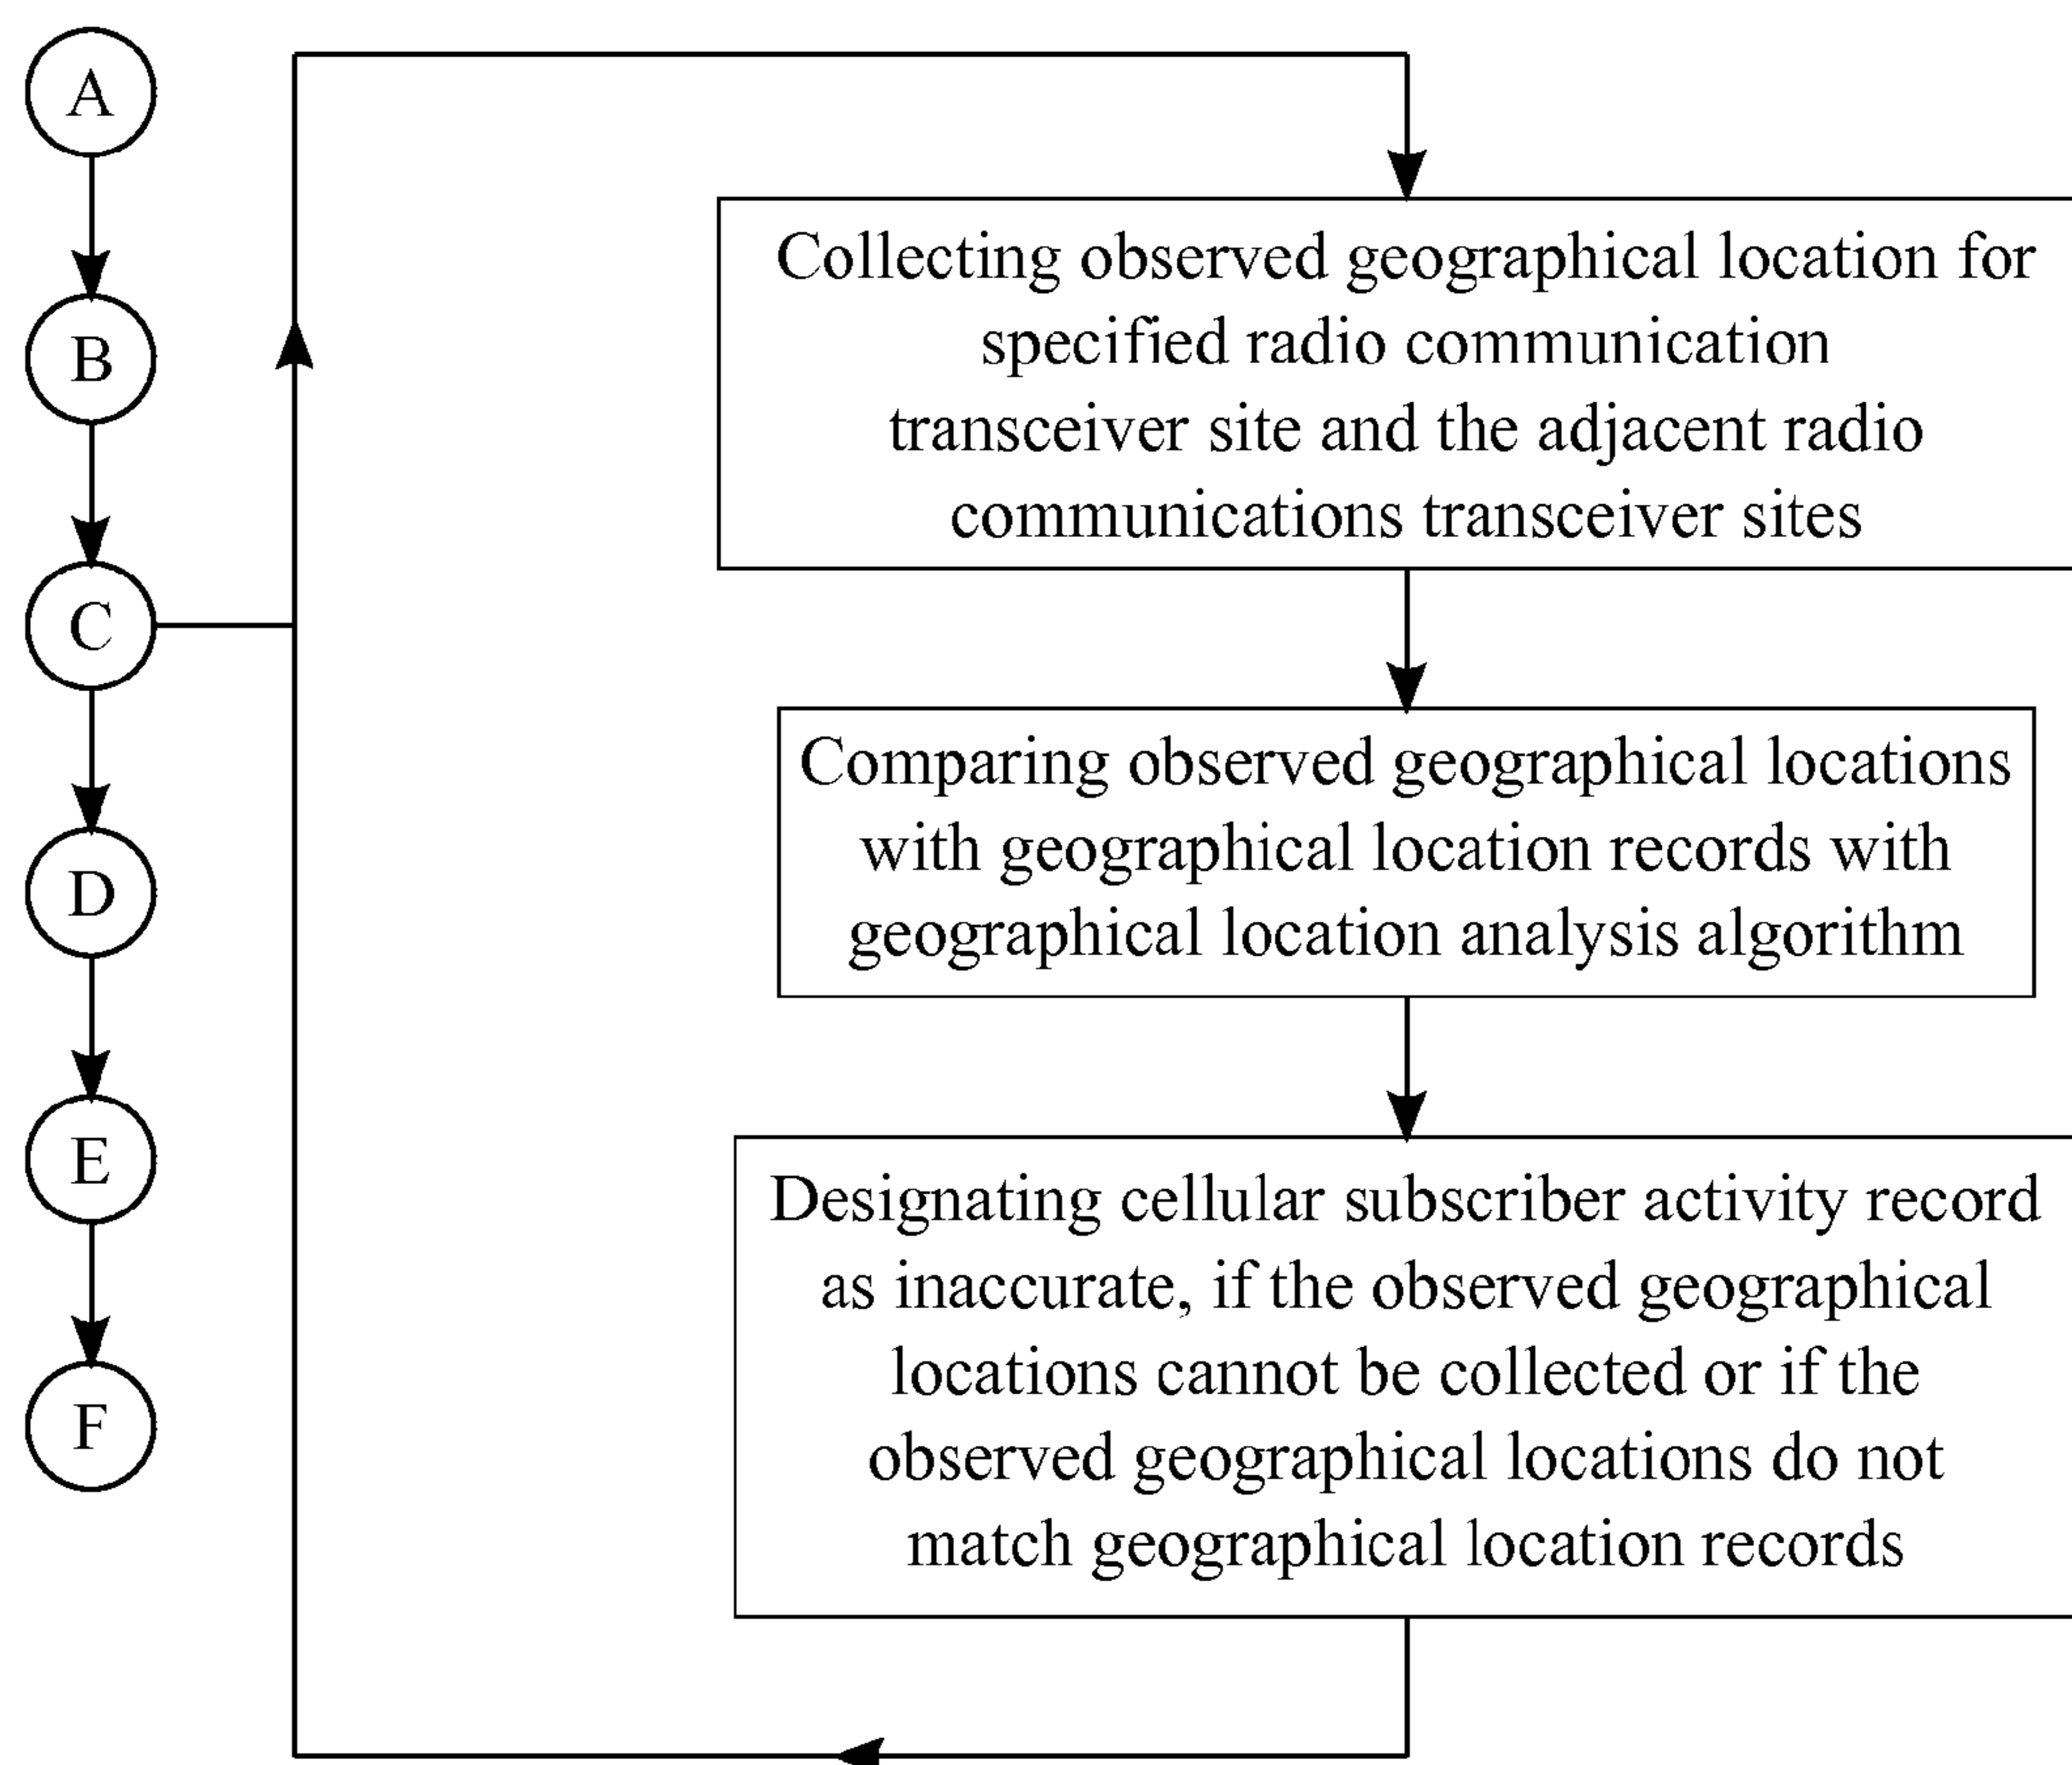 A
B
C
D
E
F
Collecting observed geographical location for
specified radio communication
transceiver site and the adjacent radio
communications transceiver sites
Comparing observed geographical locations
with geographical location records with
geographical location analysis algorithm
Designating cellular subscriber activity record
as inaccurate, if the observed geographical
locations cannot be collected or if the
observed geographical locations do not
match geographical location records